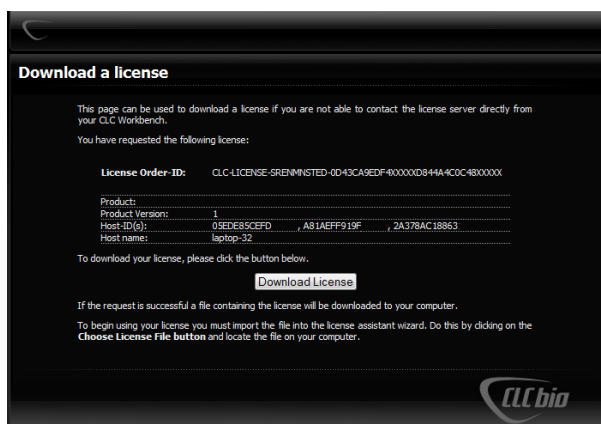 Download a license
This page can be used to download a license if you are not able to contact the license server directly from
your CLC Workbench.
You have requested the following license:
License Order-ID: CLC-LICENSE-SRENMNSTED-0D43CA9EDF4XXXXXD844A4C0C48XXXXX
Product:
Product Version: 1
Host-ID(s): 05EDE85CEFD , A81AEFF919F , 2A378AC18863
Host name: laptop-32
To download your license, please click the button below.
Download License
If the request is successful a file containing the license will be downloaded to your computer.
To begin using your license you must import the file into the license assistant wizard. Do this by clicking on the
Choose License File button and locate the file on your computer.
CLC bio